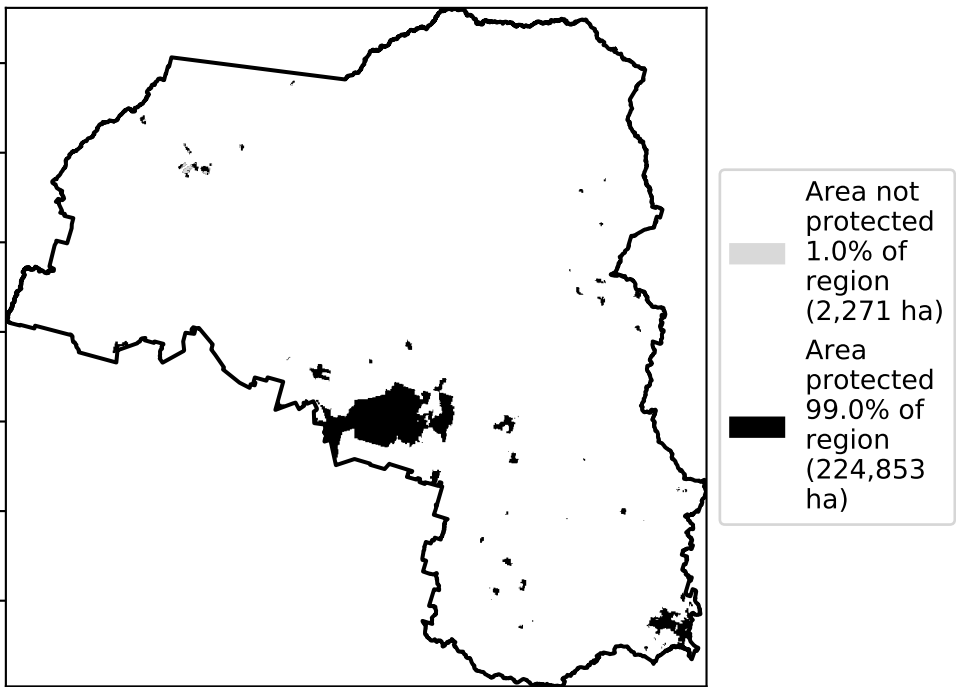 Area not
protected
1.0% of
region
(2,271 ha)
Area
protected
99.0% of
region
(224,853
ha)